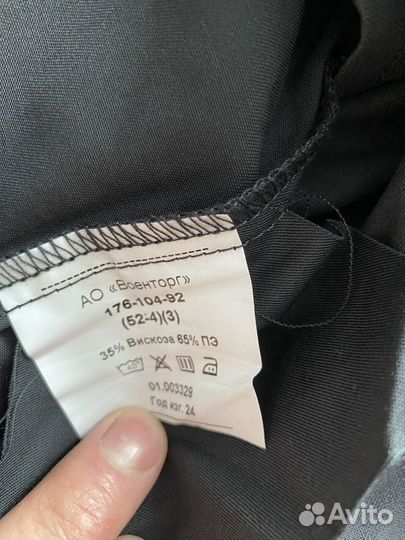 АО «Военторг»
176-104-92
(52-4)(3)
35% Вискоза 65% ПЭ
01.003329
Год изг. 24
Avito